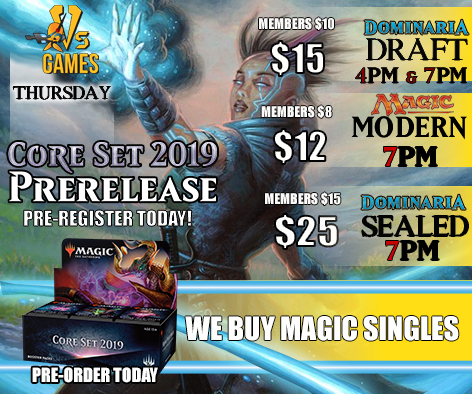 Vs
GAMES
THURSDAY
CORE SET 2019
PRERELEASE
PRE-REGISTER TODAY!
MEMBERS $10
$15
DOMINARIA
DRAFT
4PM & 7PM
MEMBERS $8
$12
MAGIC
MODERN
7PM
MEMBERS $15
$25
DOMINARIA
SEALED
7PM
MAGIC
CORE SET 2019
PRE-ORDER TODAY
WE BUY MAGIC SINGLES